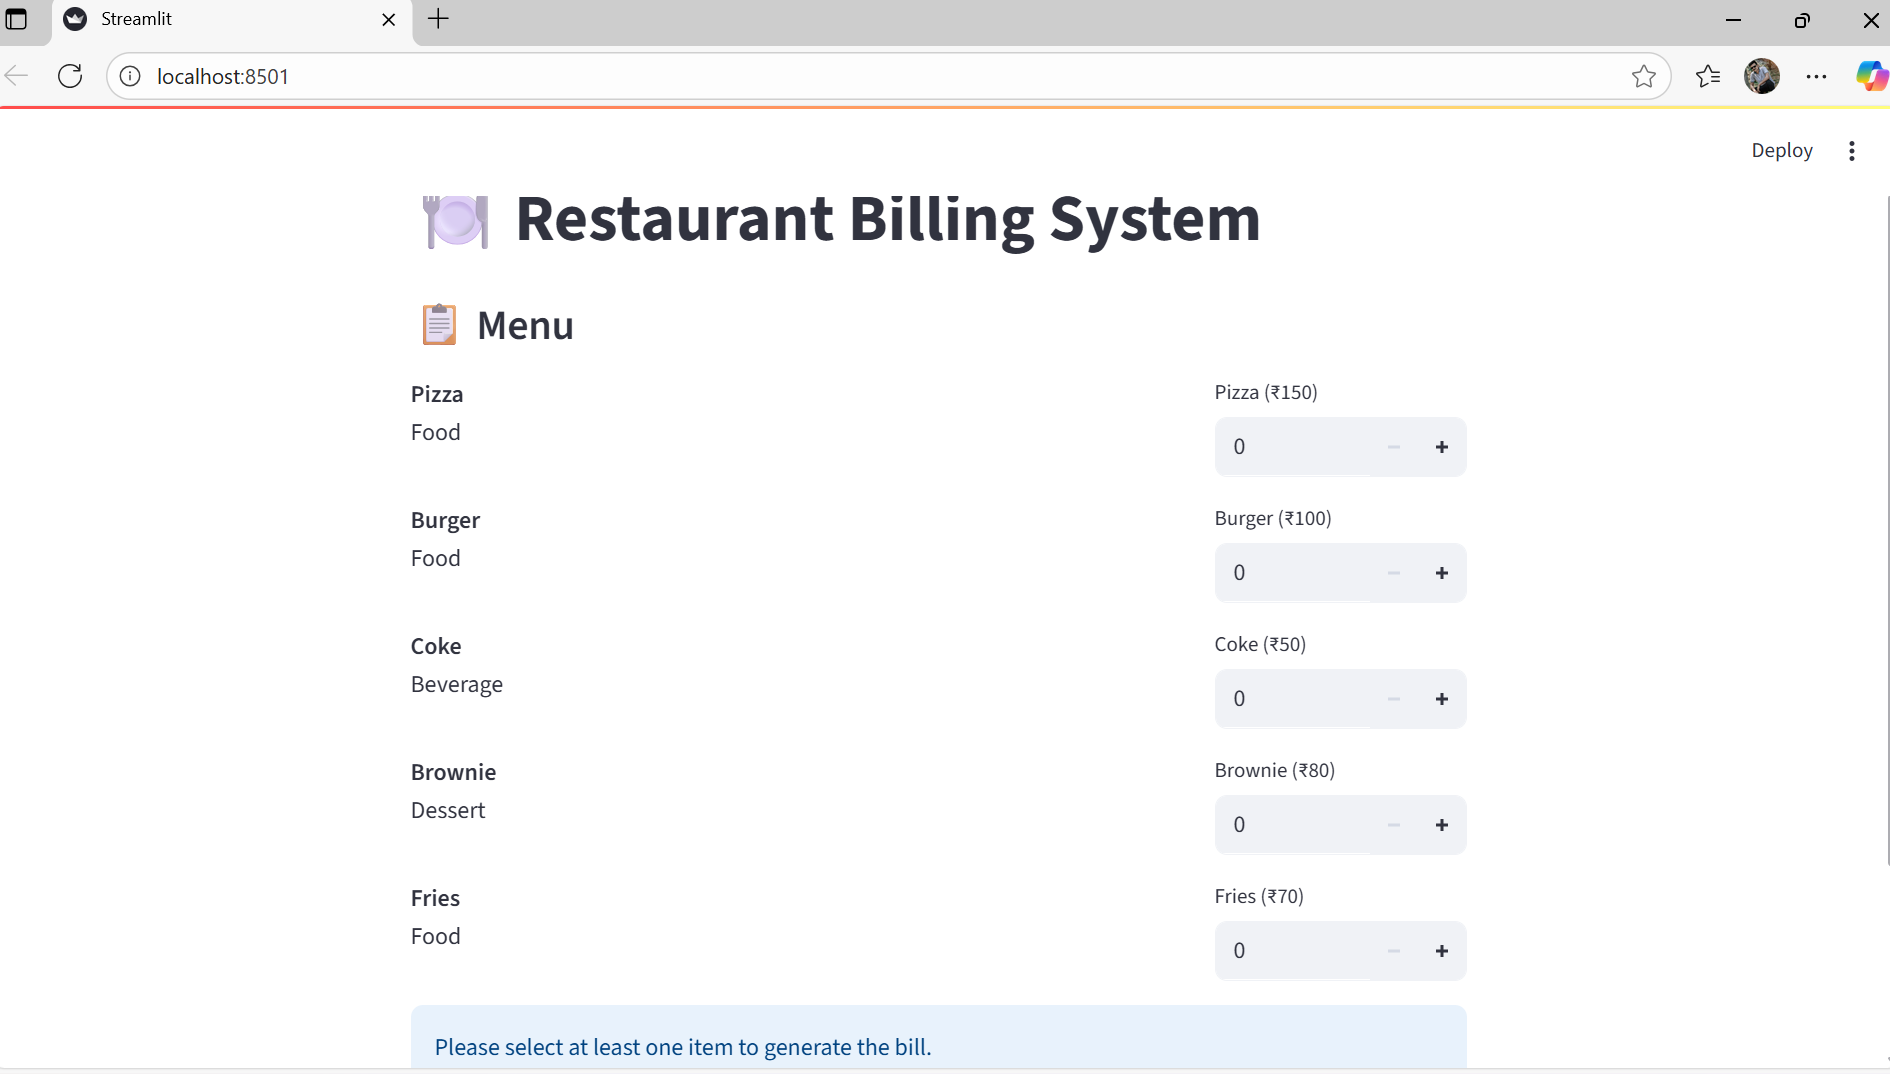 Streamlit
localhost:8501
Deploy
Restaurant Billing System
Menu
Pizza
Food
Pizza (₹150)
0
Burger
Food
Burger (₹100)
0
Coke
Beverage
Coke (₹50)
0
Brownie
Dessert
Brownie (₹80)
0
Fries
Food
Fries (₹70)
0
Please select at least one item to generate the bill.